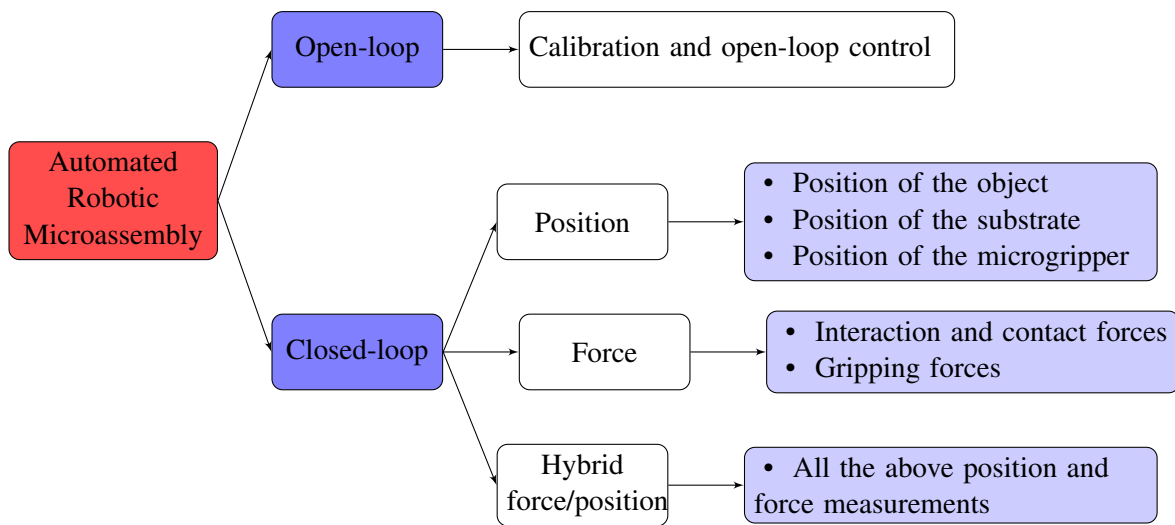 Open-loop
Calibration and open-loop control
Automated
Robotic
Microassembly
Position
• Position of the object
• Position of the substrate
• Position of the microgripper
Closed-loop
Force
• Interaction and contact forces
• Gripping forces
Hybrid
force/position
• All the above position and
force measurements